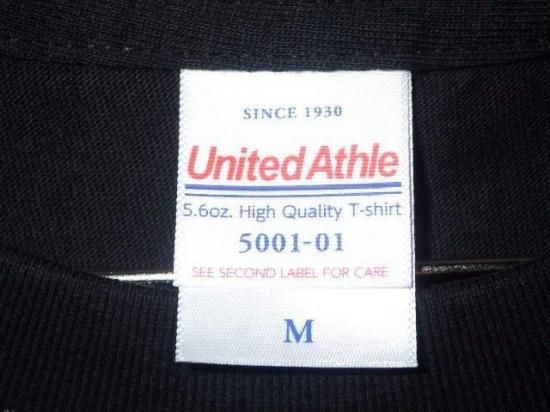 SINCE 1930
United Athle
5.6oz. High Quality T-shirt
5001-01
SEE SECOND LABEL FOR CARE
M